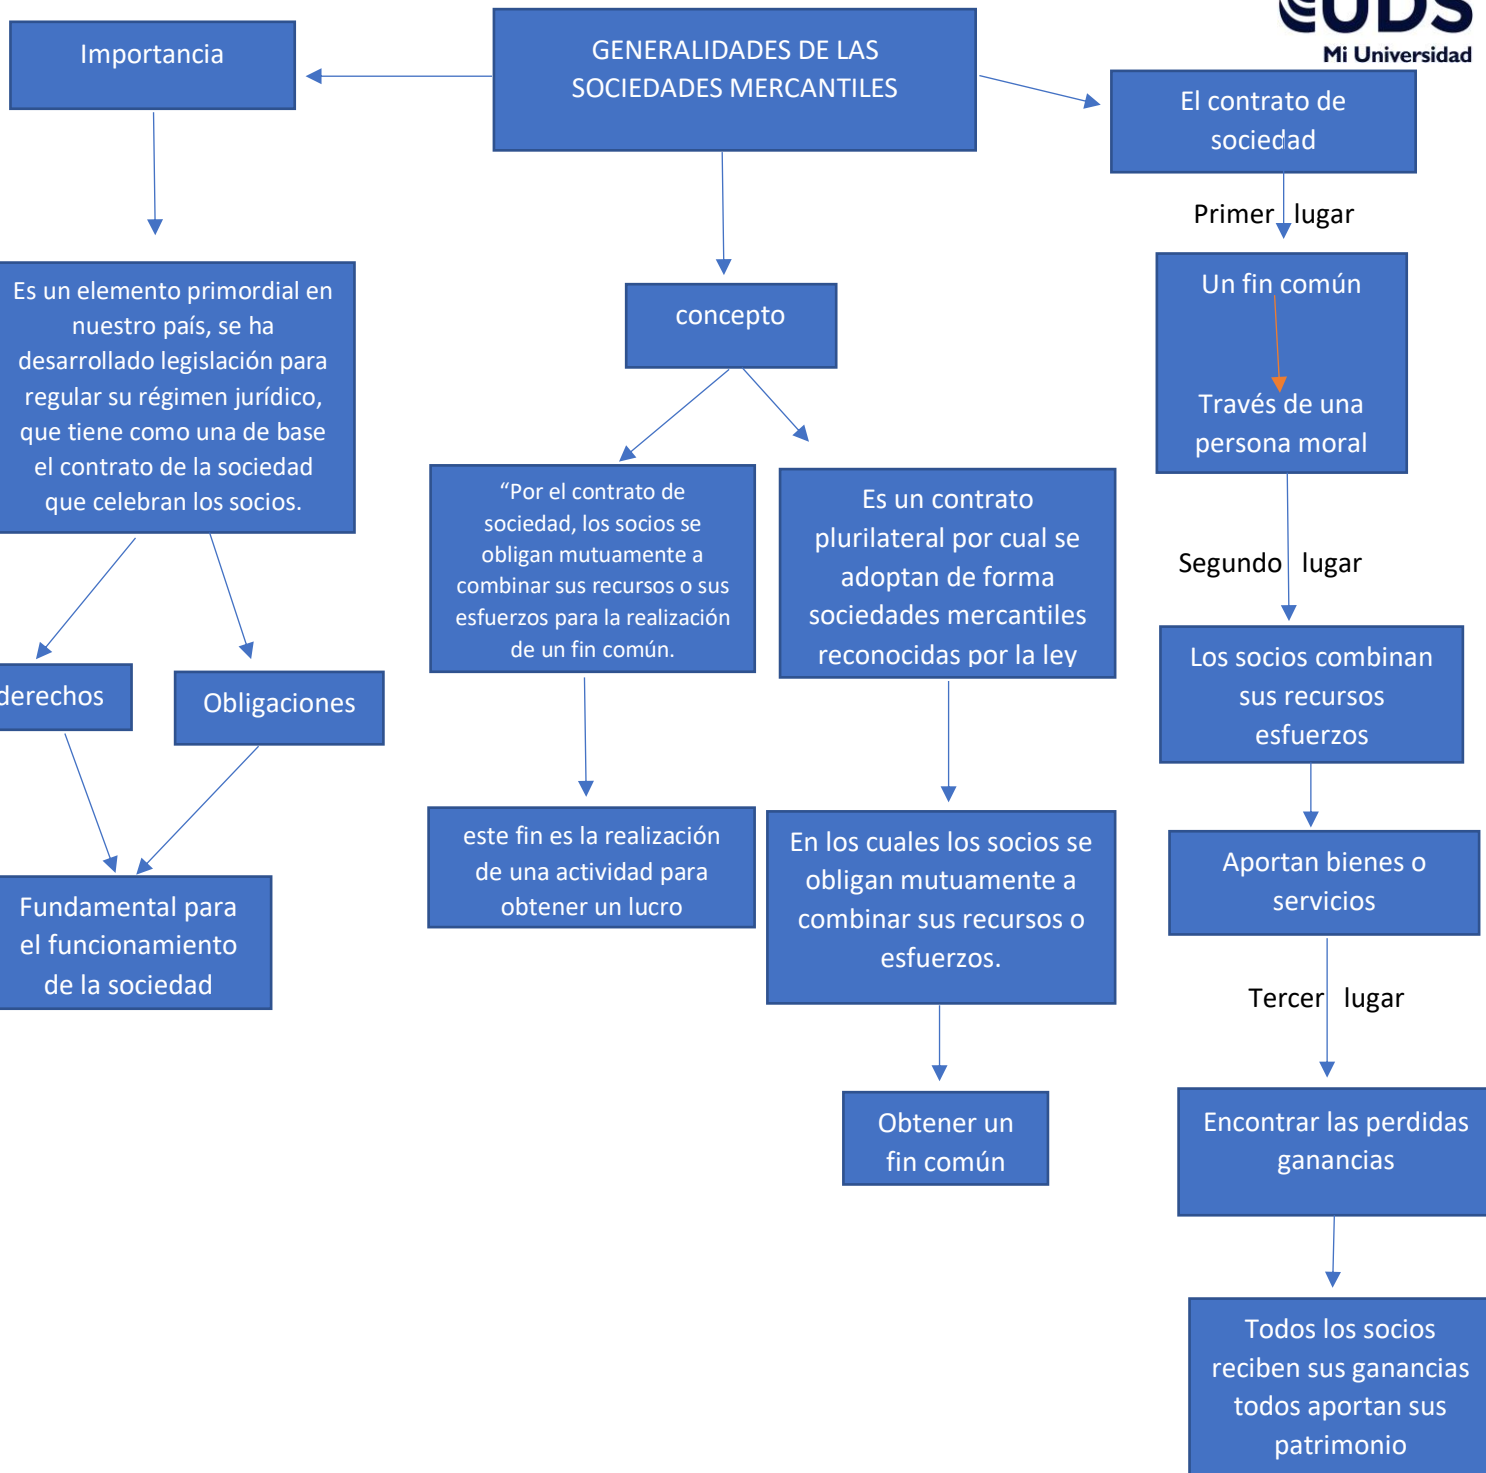 UDS
Mi Universidad
GENERALIDADES DE LAS
SOCIEDADES MERCANTILES
Importancia
Es un elemento primordial en
nuestro país, se ha
desarrollado legislación para
regular su régimen jurídico,
que tiene como una de base
el contrato de la sociedad
que celebran los socios.
derechos
Obligaciones
Fundamental para
el funcionamiento
de la sociedad
concepto
“Por el contrato de
sociedad, los socios se
obligan mutuamente a
combinar sus recursos o sus
esfuerzos para la realización
de un fin común.
este fin es la realización
de una actividad para
obtener un lucro
Es un contrato
plurilateral por cual se
adoptan de forma
sociedades mercantiles
reconocidas por la ley
En los cuales los socios se
obligan mutuamente a
combinar sus recursos o
esfuerzos.
Obtener un
fin común
El contrato de
sociedad
Primer lugar
Un fin común
Través de una
persona moral
Segundo lugar
Los socios combinan
sus recursos
esfuerzos
Aportan bienes o
servicios
Tercer lugar
Encontrar las perdidas
ganancias
Todos los socios
reciben sus ganancias
todos aportan sus
patrimonio